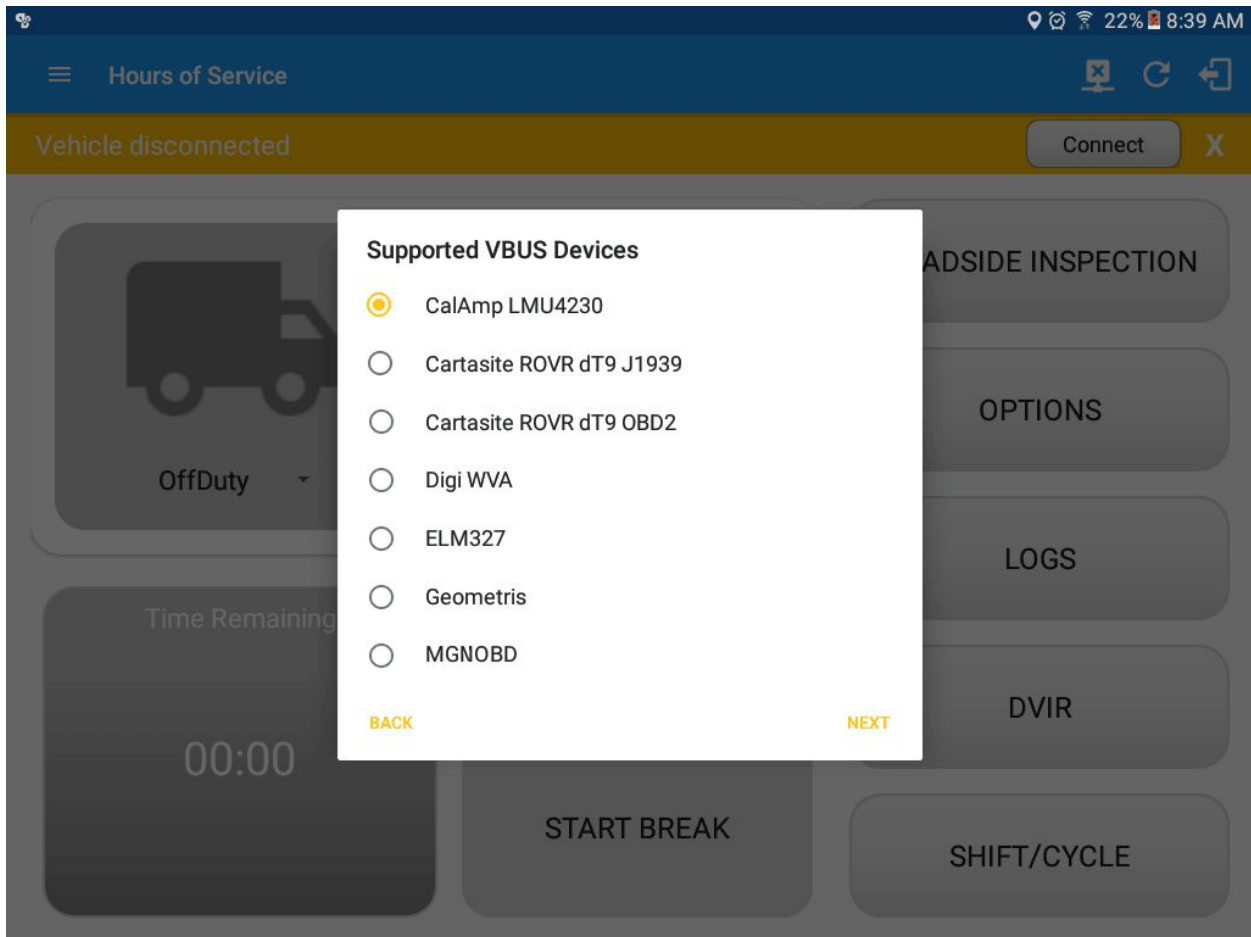 22% 8:39 AM
Hours of Service
Vehicle disconnected
Connect
X
Supported VBUS Devices
CalAmp LMU4230
Cartasite ROVR dT9 J1939
Cartasite ROVR dT9 OBD2
Digi WVA
ELM327
Geometris
MGNOBD
BACK
NEXT
OffDuty
Time Remaining
00:00
START BREAK
ADSIDE INSPECTION
OPTIONS
LOGS
DVIR
SHIFT/CYCLE